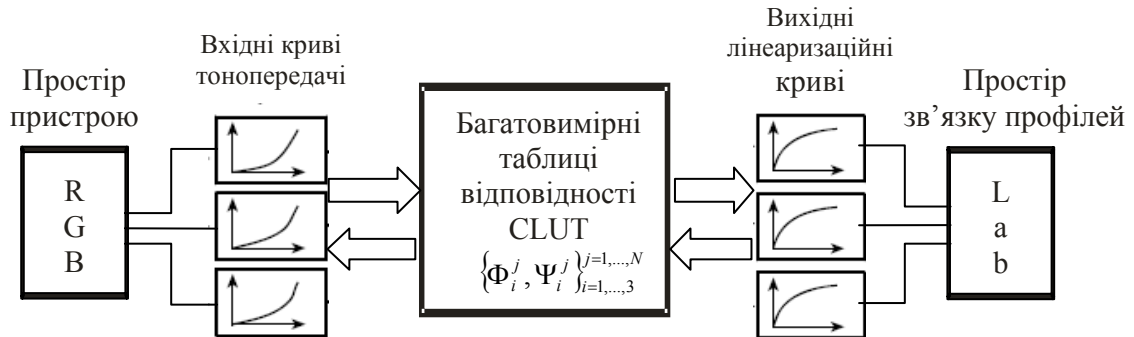 Простір
пристрою
R
G
B
Вхідні криві
тонопередачі
Багатовимірні
таблиці
відповідності
CLUT
{Φ_i^j, Ψ_i^j}_{i=1,...,3}^{j=1,...,N}
Вихідні
лінеаризаційні
криві
Простір
зв’язку профілей
L
a
b